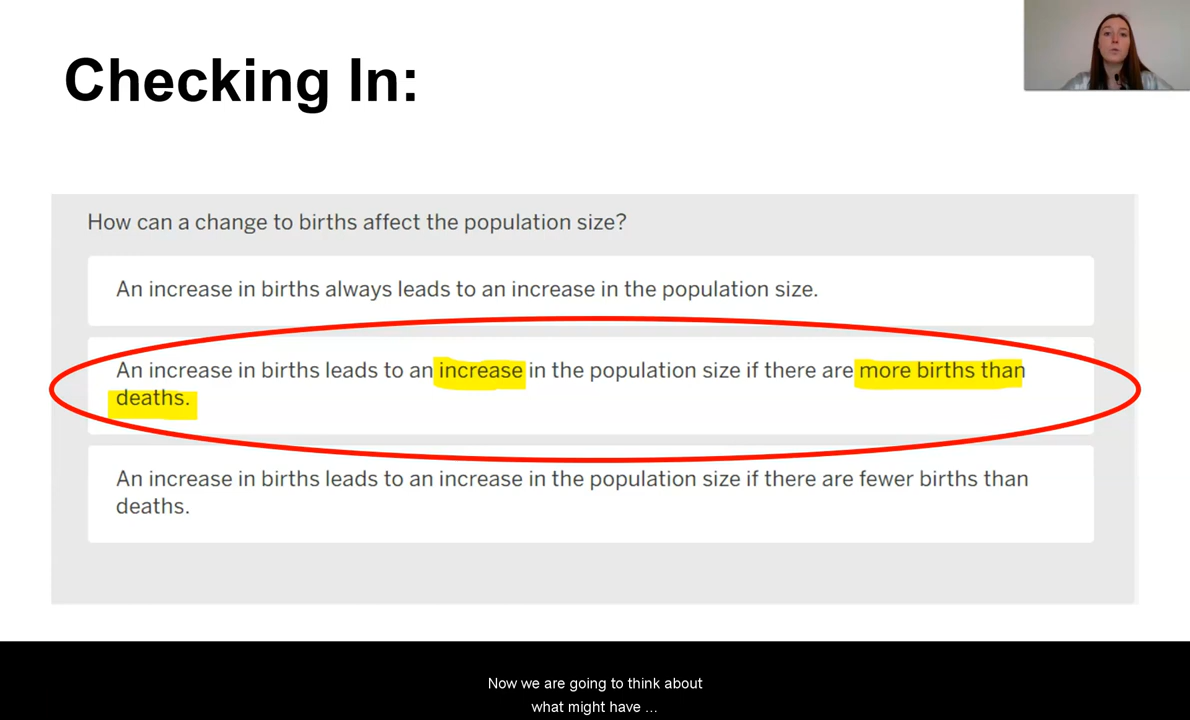 Checking In:
How can a change to births affect the population size?
An increase in births always leads to an increase in the population size.
An increase in births leads to an increase in the population size if there are more births than
deaths.
An increase in births leads to an increase in the population size if there are fewer births than
deaths.
Now we are going to think about
what might have ...